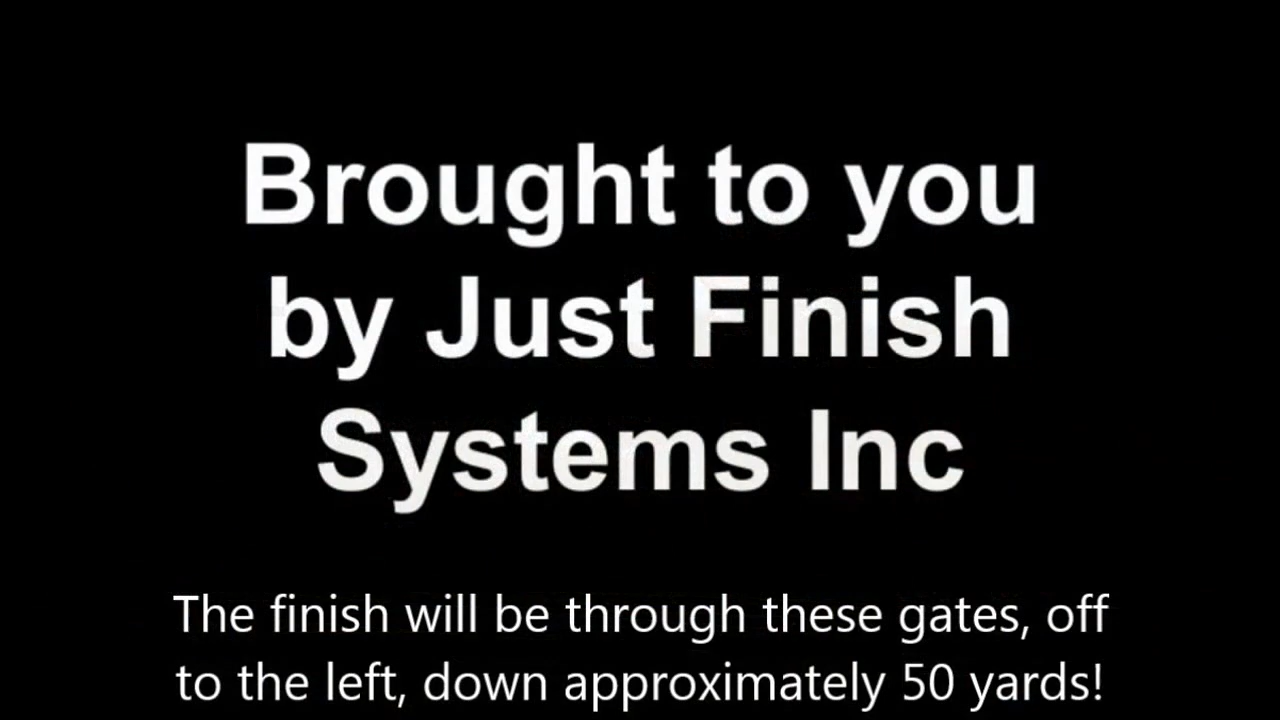 Brought to you
by Just Finish
Systems Inc
The finish will be through these gates, off
to the left, down approximately 50 yards!